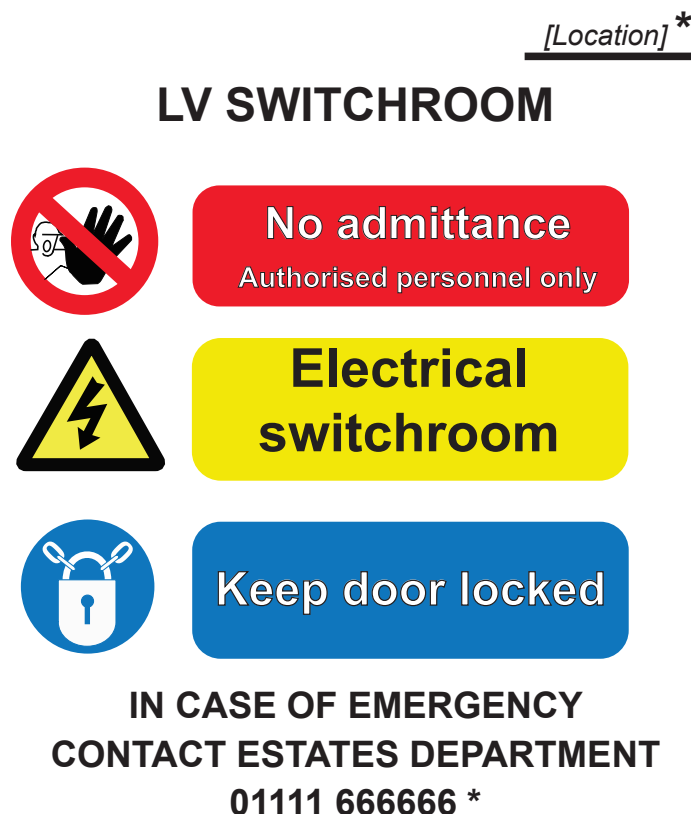 [Location] *
LV SWITCHROOM
No admittance
Authorised personnel only
Electrical
switchroom
Keep door locked
IN CASE OF EMERGENCY
CONTACT ESTATES DEPARTMENT
01111 666666 *